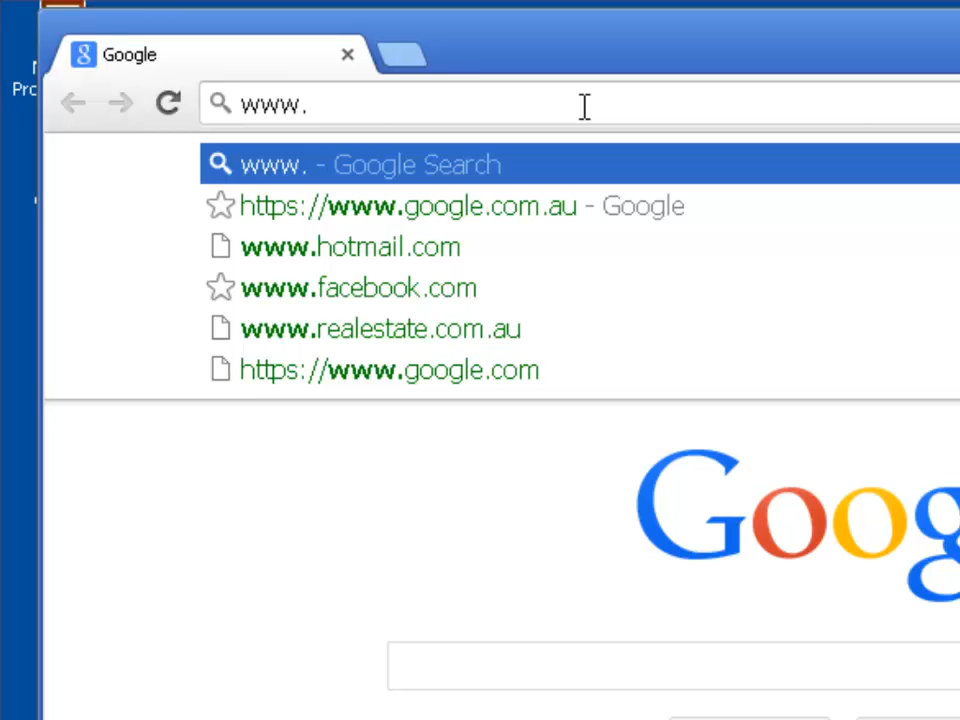 Google
Pro
www.
www. - Google Search
https://www.google.com.au - Google
www.hotmail.com
www.facebook.com
www.realestate.com.au
https://www.google.com
Goog